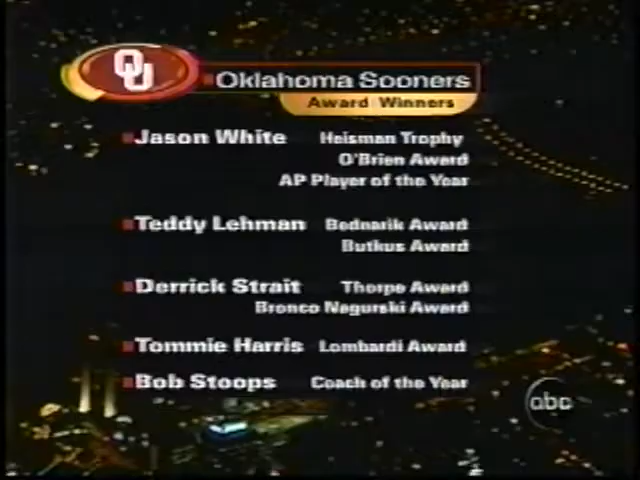 OU
Oklahoma Sooners
Award Winners
Jason White Heisman Trophy
O'Brien Award
AP Player of the Year
Teddy Lehman Bednarik Award
Butkus Award
Derrick Strait Thorpe Award
Bronco Nagurski Award
Tommie Harris Lombardi Award
Bob Stoops Coach of the Year
abc